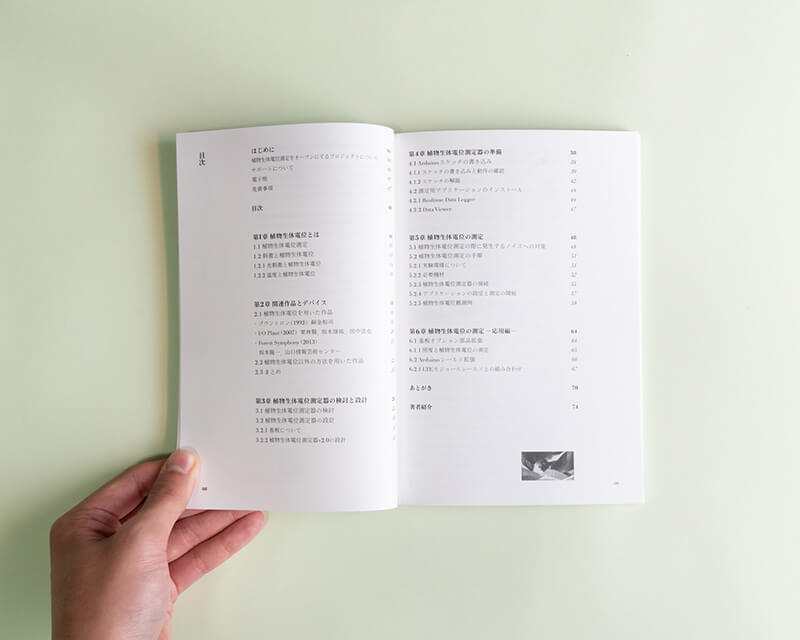 目次
はじめに
植物生体電位測定をオープンにするプロジェクトについて
サポートについて
電子版
免責事項
目次
第1章 植物生体電位とは
1.1 植物生体電位測定
1.2 刺激と植物生体電位
1.2.1 光刺激と植物生体電位
1.2.2 温度と植物生体電位
第2章 関連作品とデバイス
2.1 植物生体電位を用いた作品
・プラントロン(1992) 銅金裕司
・I/O Plant(2007)
・Forest Symphony(2013)
坂本龍一、山口情報芸術センター
2.2 植物生体電位以外の方法を用いた作品
2.3 まとめ
第3章 植物生体電位測定器の検討と設計
3.1 植物生体電位測定器の検討
3.2 植物生体電位測定器の設計
3.2.1 基板について
3.2.2 植物生体電位測定器v2.0の設計
第4章 植物生体電位測定器の準備 38
4.1 Arduinoスケッチの書き込み 38
4.1.1 スケッチの書き込みと動作の確認 39
4.1.2 スケッチの解説 42
4.2 測定用アプリケーションのインストール 44
4.2.1 Realtime Data Logger 44
4.2.2 Data Viewer 47
第5章 植物生体電位の測定 48
5.1 植物生体電位測定の際に発生するノイズへの対策 48
5.2 植物生体電位測定の手順 51
5.2.1 実験環境について 51
5.2.2 必要機材 52
5.2.3 植物生体電位測定器の接続 55
5.2.4 アプリケーションの設定と測定の開始 57
5.2.5 植物生体電位観測例 59
第6章 植物生体電位の測定 ―応用編― 64
6.1 基板オプション部品拡張 64
6.1.1 照度と植物生体電位の測定 65
6.2 Arduinoシールド拡張 66
6.2.1 LTEモジュールシールドとの組み合わせ 67
あとがき 70
著者紹介 74